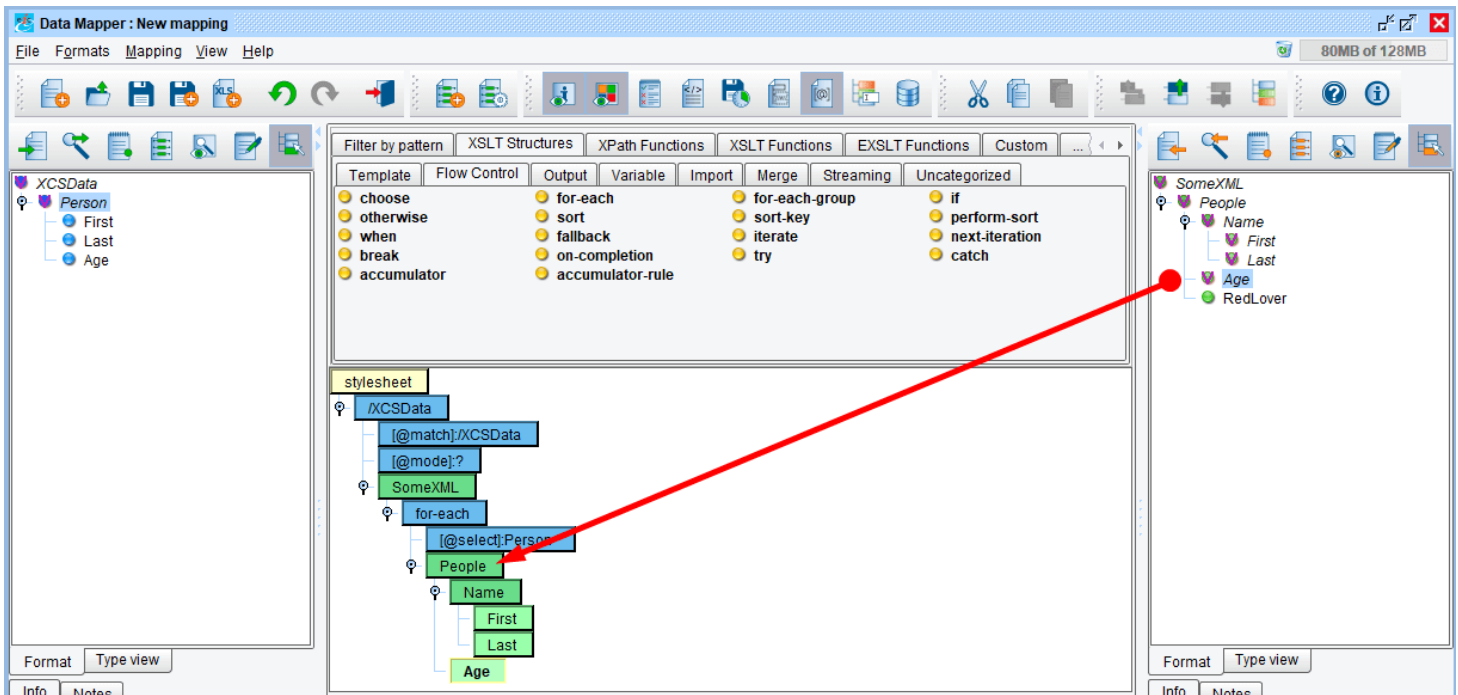 Data Mapper : New mapping
File Formats Mapping View Help
80MB of 128MB
XLS
XCSData
Person
First
Last
Age
Format Type view
Info Notes
Filter by pattern XSLT Structures XPath Functions XSLT Functions EXSLT Functions Custom ...
Template Flow Control Output Variable Import Merge Streaming Uncategorized
choose for-each for-each-group if
otherwise sort sort-key perform-sort
when fallback iterate next-iteration
break on-completion try catch
accumulator accumulator-rule
stylesheet
/XCSData
[@match]:/XCSData
[@mode]:?
SomeXML
for-each
[@select]:Person
People
Name
First
Last
Age
SomeXML
People
Name
First
Last
Age
RedLover
Format Type view
Info Notes